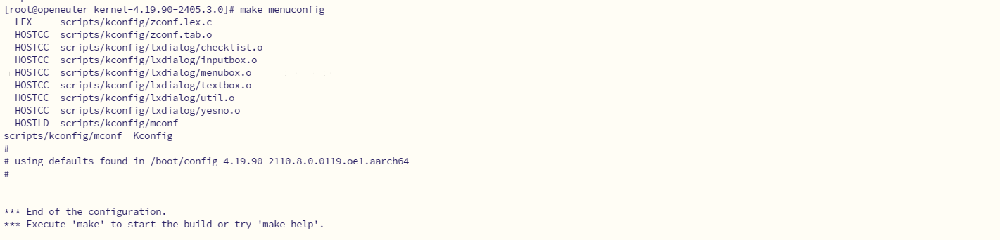 [root@openeuler kernel-4.19.90-2405.3.0]# make menuconfig
  LEX     scripts/kconfig/zconf.lex.c
  HOSTCC  scripts/kconfig/zconf.tab.o
  HOSTCC  scripts/kconfig/lxdialog/checklist.o
  HOSTCC  scripts/kconfig/lxdialog/inputbox.o
  HOSTCC  scripts/kconfig/lxdialog/menubox.o
  HOSTCC  scripts/kconfig/lxdialog/textbox.o
  HOSTCC  scripts/kconfig/lxdialog/util.o
  HOSTCC  scripts/kconfig/lxdialog/yesno.o
  HOSTLD  scripts/kconfig/mconf
scripts/kconfig/mconf  Kconfig
#
# using defaults found in /boot/config-4.19.90-2110.8.0.0119.oe1.aarch64
#
*** End of the configuration.
*** Execute 'make' to start the build or try 'make help'.